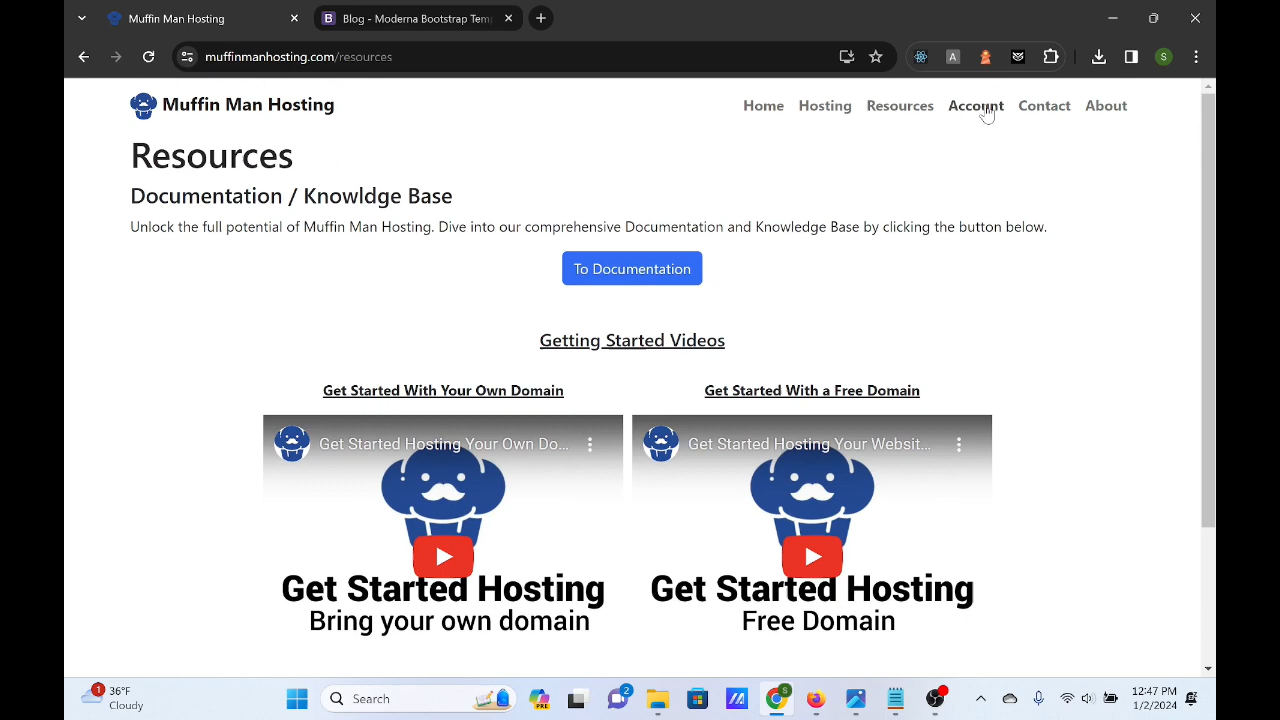 Muffin Man Hosting
Blog - Moderna Bootstrap Temp
muffinmanhosting.com/resources
A
S
Muffin Man Hosting
Home Hosting Resources Account Contact About
Resources
Documentation / Knowldge Base
Unlock the full potential of Muffin Man Hosting. Dive into our comprehensive Documentation and Knowledge Base by clicking the button below.
To Documentation
Getting Started Videos
Get Started With Your Own Domain
Get Started With a Free Domain
Get Started Hosting Your Own Do...
Get Started Hosting Your Websit...
Get Started Hosting
Bring your own domain
Get Started Hosting
Free Domain
1
36°F
Cloudy
Search
PRE
2
S
12:47 PM
1/2/2024